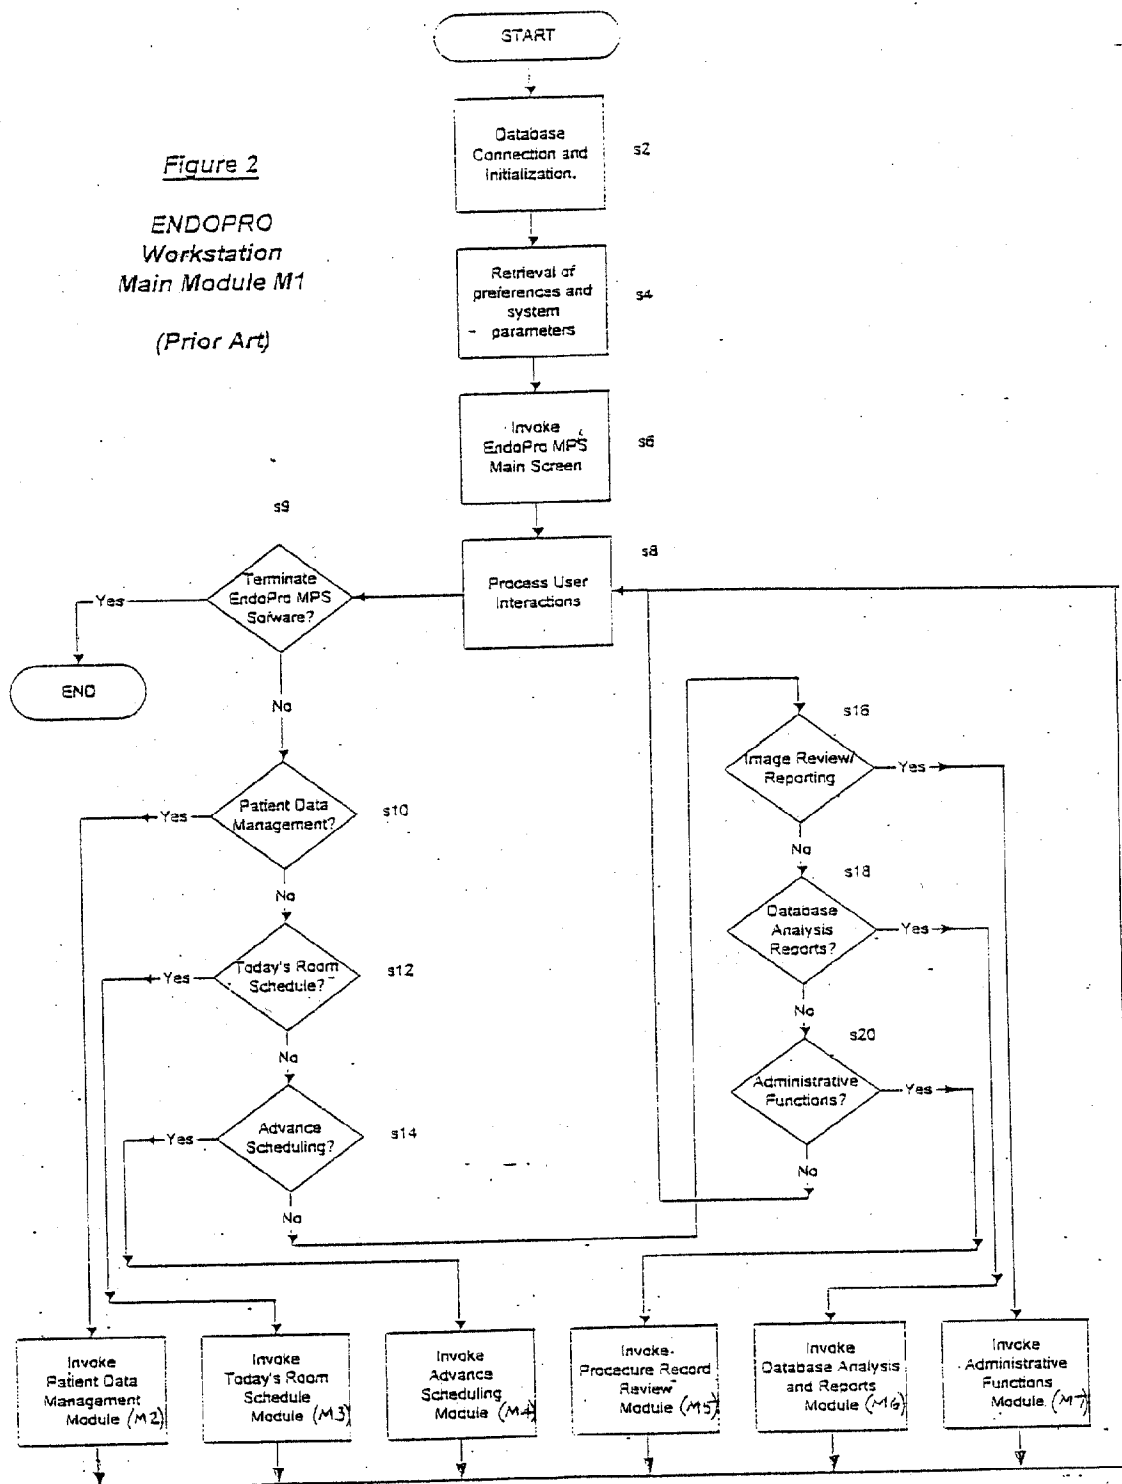 START
Database
Connection and
Initialization.
s2
Figure 2
ENDOPRO
Workstation
Main Module M1
(Prior Art)
Retrieval of
preferences and
system
parameters
s4
Invoke
EndoPro MPS
Main Screen
s6
s9
Terminate
EndoPro MPS
Sofware?
Process User
Interactions
s8
Yes
END
No
s16
Image Review/
Reporting
Yes
Patient Data
Management?
s10
Yes
No
s18
No
Database
Analysis
Reports?
Yes
Today's Room
Schedule?
s12
Yes
No
s20
No
Administrative
Functions?
Yes
Advance
Scheduling?
s14
Yes
No
No
Invoke
Patient Data
Management
Module (M2)
Invoke
Today's Room
Schedule
Module (M3)
Invoke
Advance
Scheduling
Module (M4)
Invoke
Procecure Record
Review
Module (M5)
Invoke
Database Analysis
and Reports
Module (M6)
Invoke
Administrative
Functions
Module (M7)